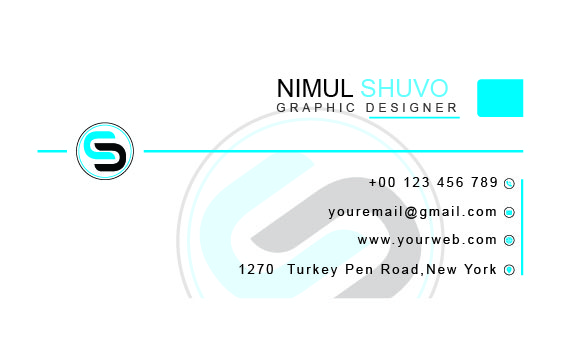 NIMUL SHUVO
GRAPHIC DESIGNER
+00 123 456 789
youremail@gmail.com
www.yourweb.com
1270 Turkey Pen Road,New York